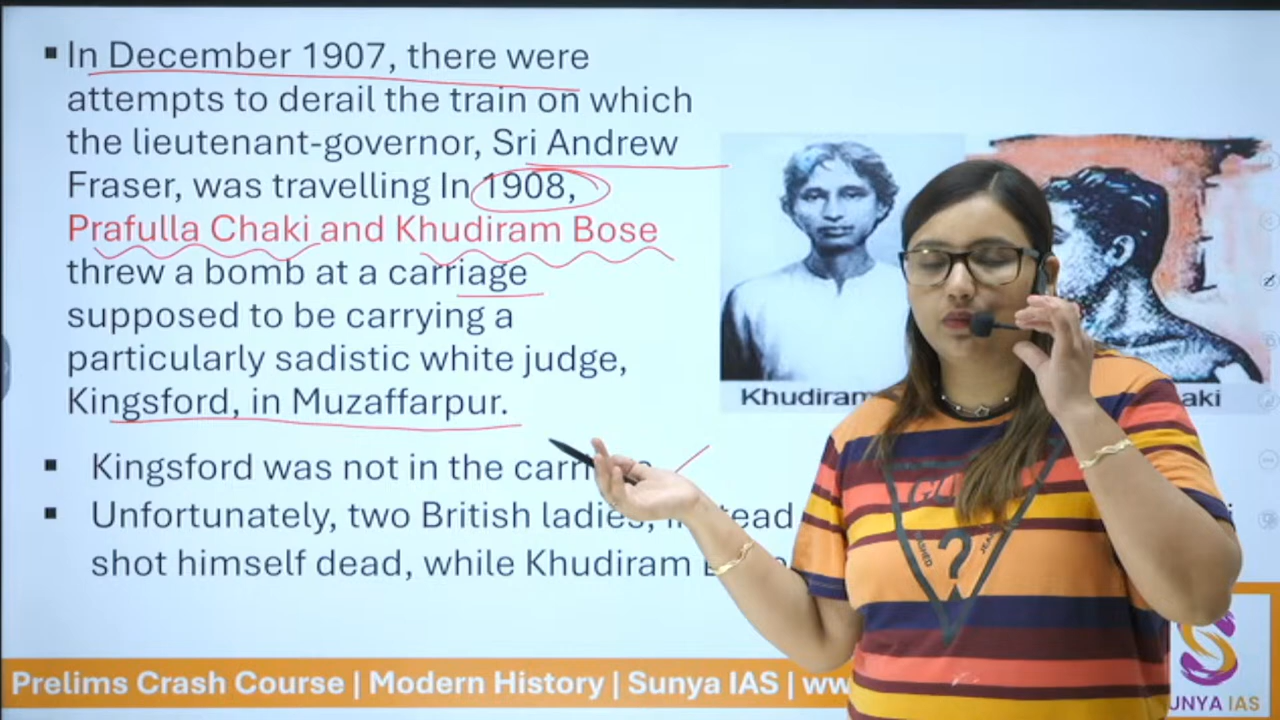 ▪ In December 1907, there were
attempts to derail the train on which
the lieutenant-governor, Sri Andrew
Fraser, was travelling In 1908,
Prafulla Chaki and Khudiram Bose
threw a bomb at a carriage
supposed to be carrying a
particularly sadistic white judge,
Kingsford, in Muzaffarpur.
▪ Kingsford was not in the
▪ Unfortunately, two British ladies,
shot himself dead, while Khudiram
Khudiram
GU
?
Prelims Crash Course | Modern History | Sunya IAS |
UNYA IAS